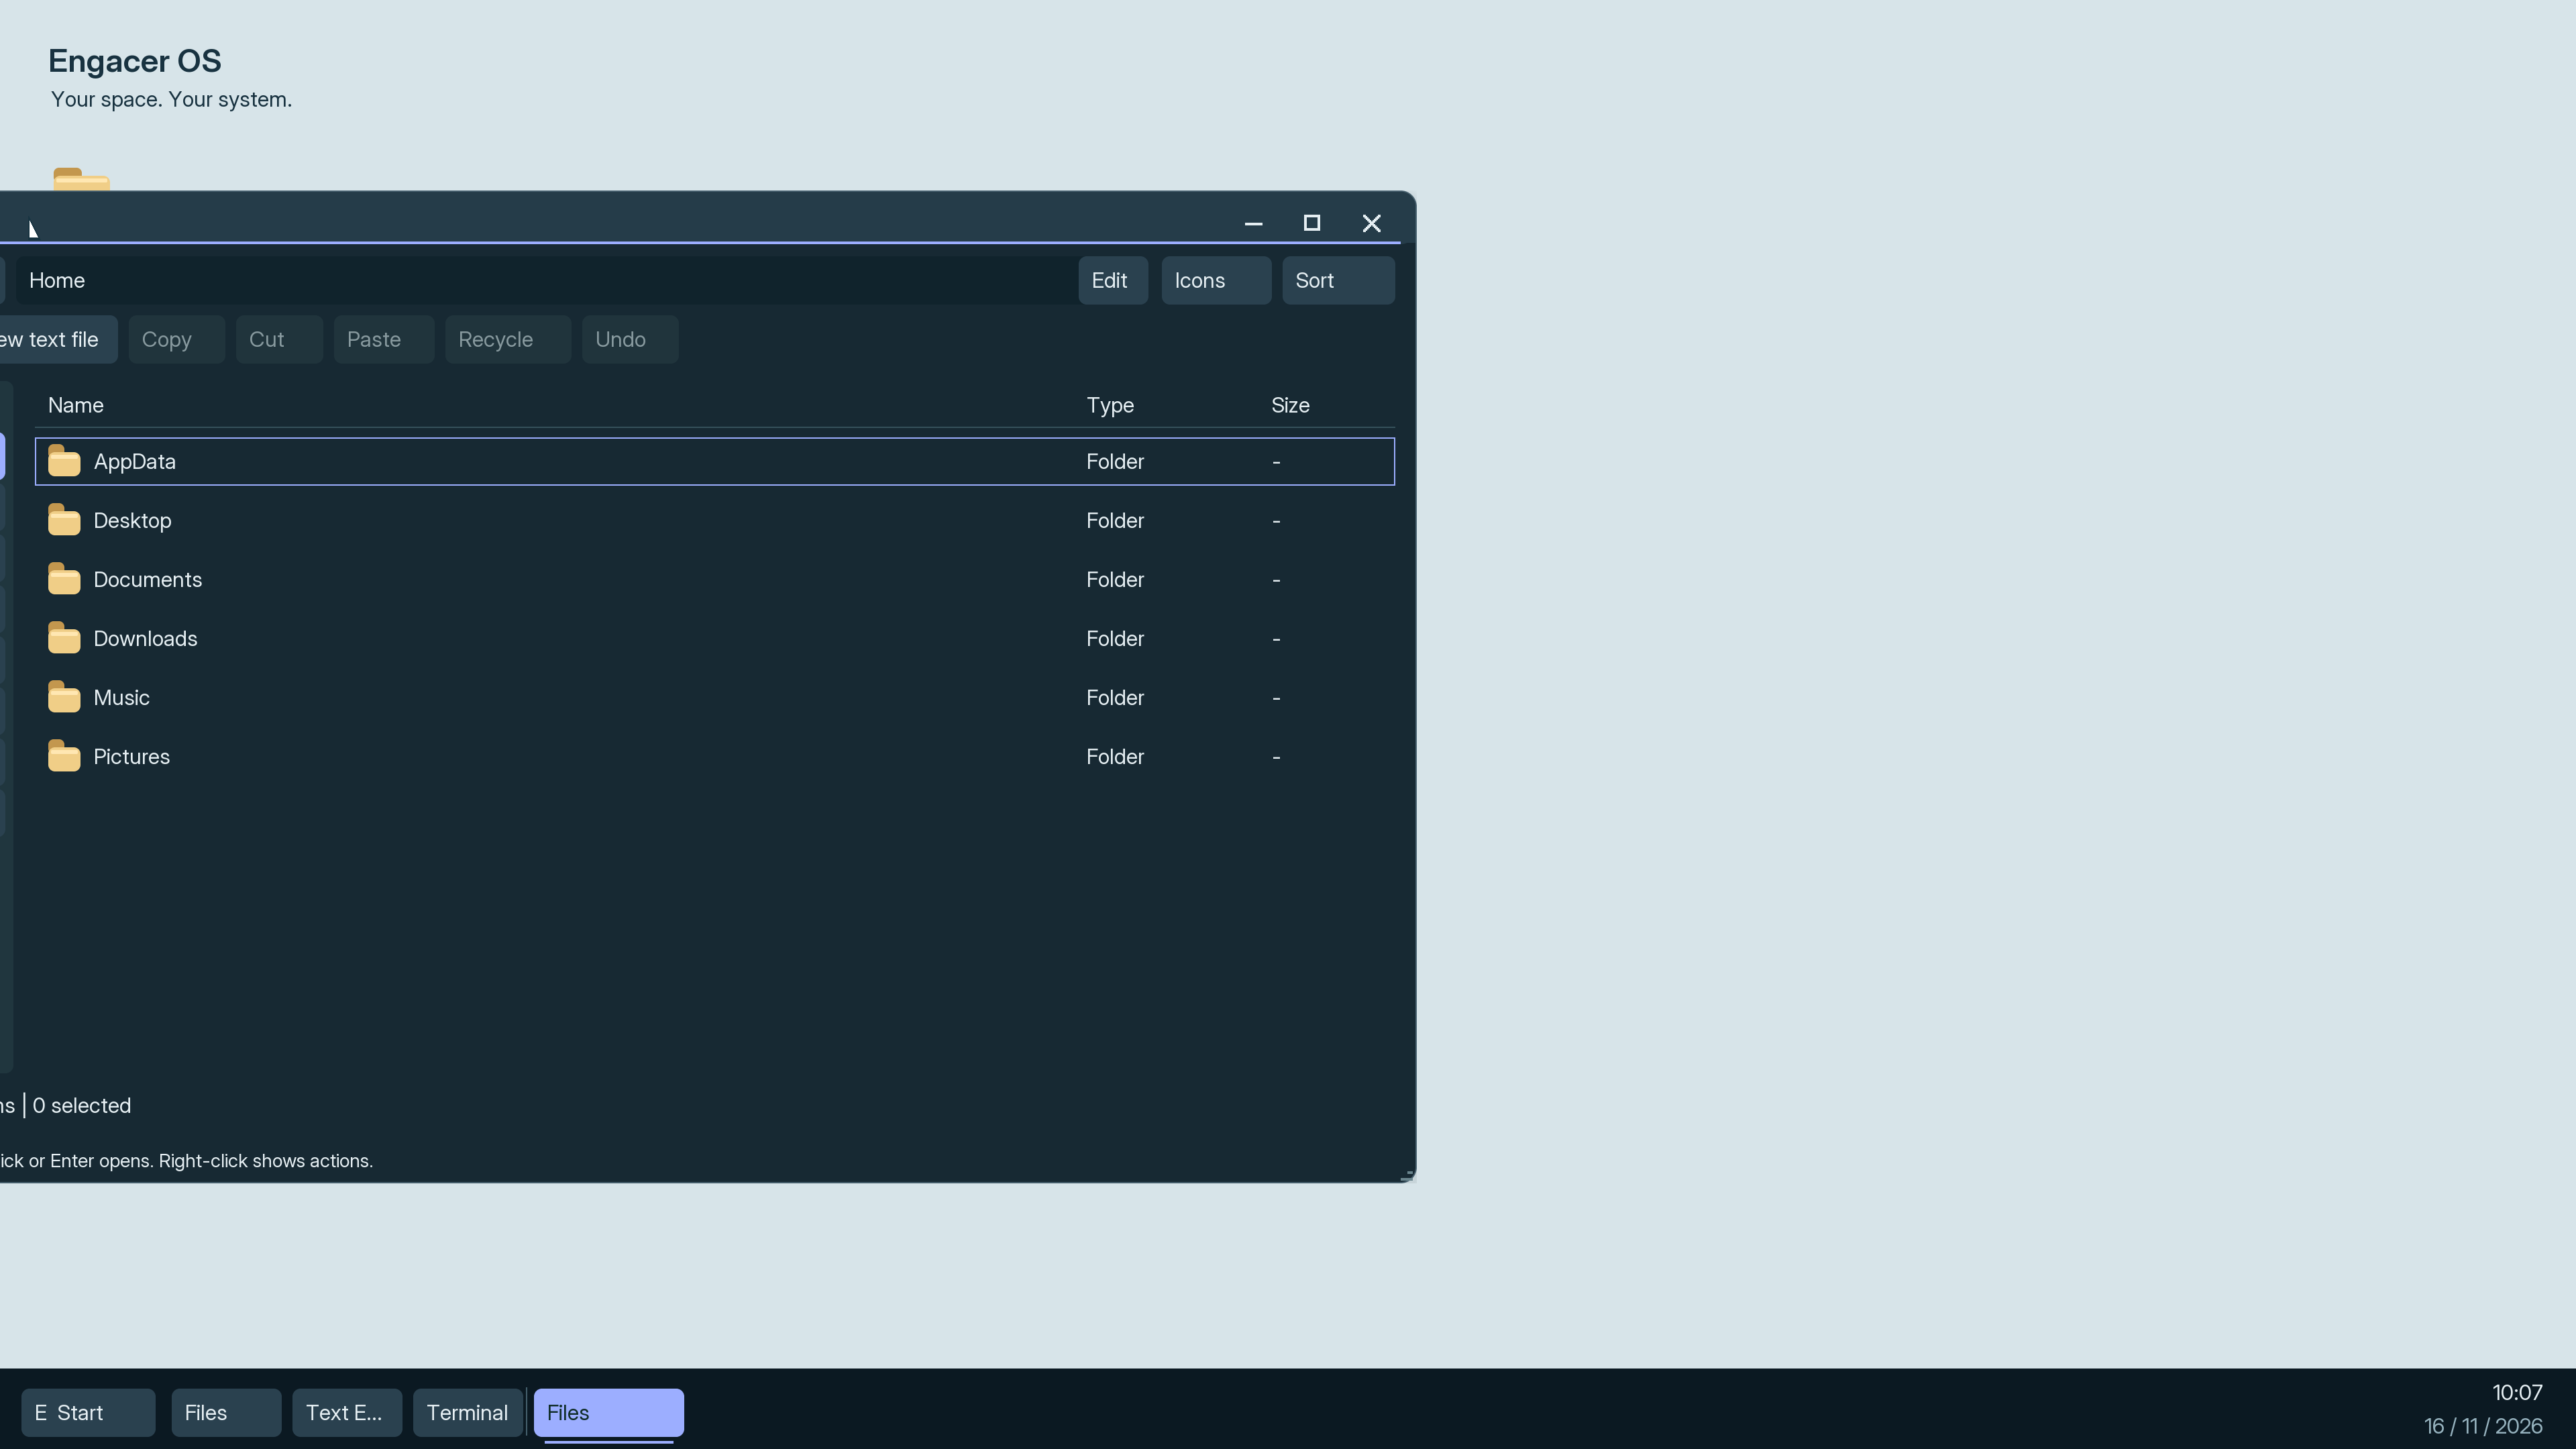 Engacer OS
Your space. Your system.
Home Edit Icons Sort
ew text file Copy Cut Paste Recycle Undo
Name Type Size
AppData Folder -
Desktop Folder -
Documents Folder -
Downloads Folder -
Music Folder -
Pictures Folder -
ns | 0 selected
ick or Enter opens. Right-click shows actions.
E Start Files Text E... Terminal Files
10:07
16 / 11 / 2026